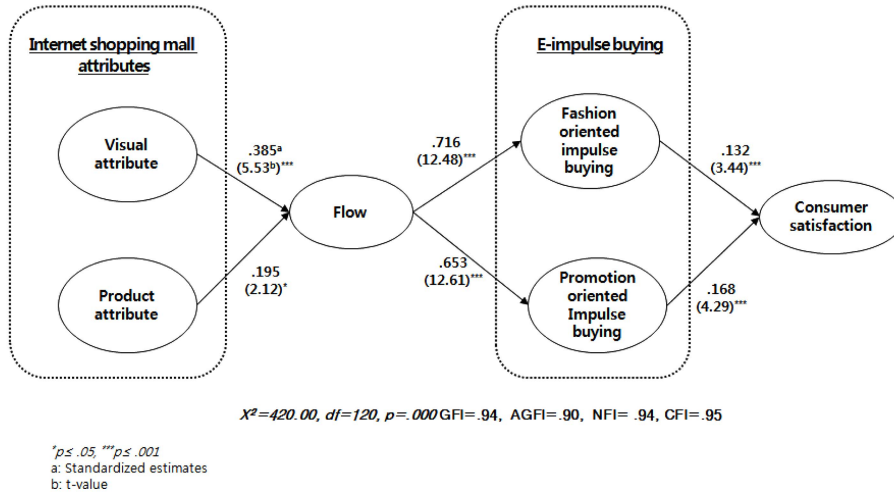 Internet shopping mall
attributes
E-impulse buying
Visual
attribute
.385a
(5.53b)***
.716
(12.48)***
Fashion
oriented
impulse
buying
.132
(3.44)***
Flow
Consumer
satisfaction
Product
attribute
.195
(2.12)*
.653
(12.61)***
Promotion
oriented
Impulse
buying
.168
(4.29)***
X²=420.00, df=120, p=.000 GFI=.94, AGFI=.90, NFI= .94, CFI=.95
*p≤ .05, ***p≤ .001
a: Standardized estimates
b: t-value